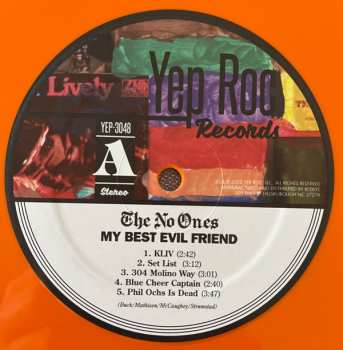 Lively
Yep Roc
Records
YEP-3048
A
Stereo
The No Ones
MY BEST EVIL FRIEND
1. KLIV (2:42)
2. Set List (3:12)
3. 304 Molino Way (3:01)
4. Blue Cheer Captain (2:40)
5. Phil Ochs Is Dead (3:47)
(Buck/Mathisen/McCaughey/Strømstad)